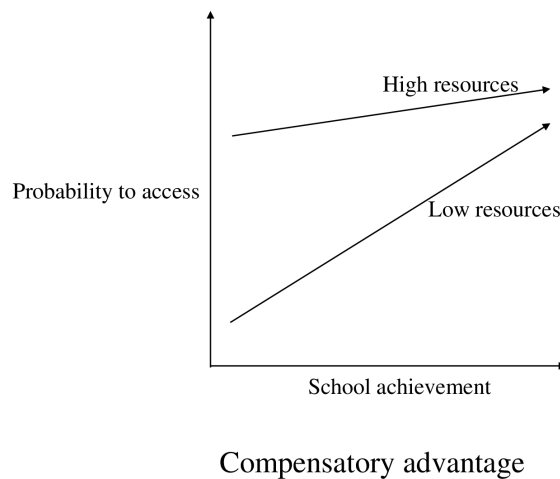 High resources
Probability to access
Low resources
School achievement
Compensatory advantage